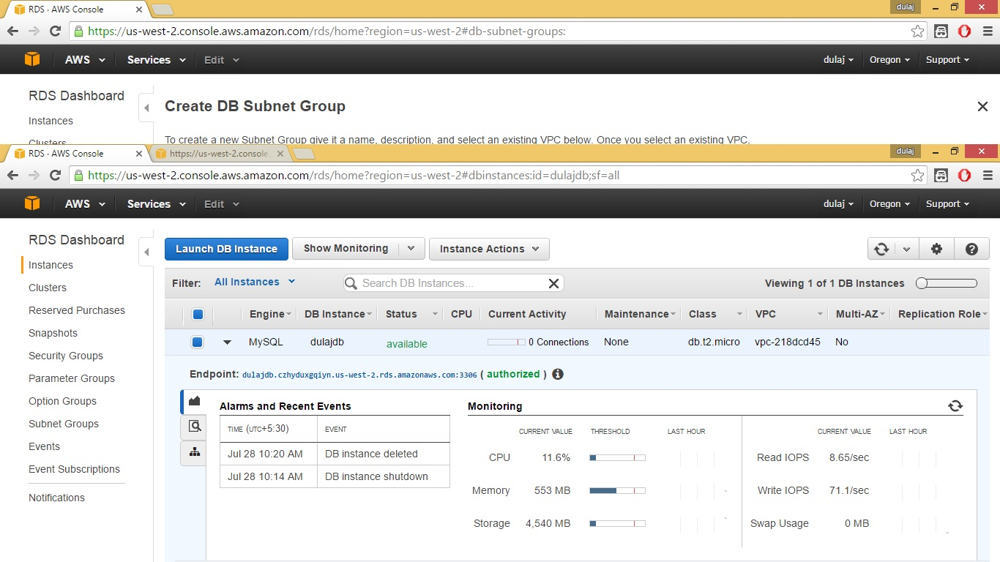 RDS · AWS Console
dulaj
https://us-west-2.console.aws.amazon.com/rds/home?region=us-west-2#db-subnet-groups:
AWS Services Edit dulaj Oregon Support
RDS Dashboard
Create DB Subnet Group
Instances
To create a new Subnet Group give it a name, description, and select an existing VPC below. Once you select an existing VPC,
Clusters
RDS · AWS Console https://us-west-2.console. dulaj
https://us-west-2.console.aws.amazon.com/rds/home?region=us-west-2#dbinstances:id=dulajdb;sf=all
AWS Services Edit dulaj Oregon Support
RDS Dashboard
Instances
Clusters
Reserved Purchases
Snapshots
Security Groups
Parameter Groups
Option Groups
Subnet Groups
Events
Event Subscriptions
Notifications
Launch DB Instance Show Monitoring Instance Actions
Filter: All Instances Search DB Instances... Viewing 1 of 1 DB Instances
Engine DB Instance Status CPU Current Activity Maintenance Class VPC Multi-AZ Replication Role
MySQL dulajdb available 0 Connections None db.t2.micro vpc-218dcd45 No
Endpoint: dulajdb.czhyduxgqiyn.us-west-2.rds.amazonaws.com:3306 ( authorized )
Alarms and Recent Events
TIME (UTC+5:30) EVENT
Jul 28 10:20 AM DB instance deleted
Jul 28 10:14 AM DB instance shutdown
Monitoring
CURRENT VALUE THRESHOLD LAST HOUR CURRENT VALUE LAST HOUR
CPU 11.6% Read IOPS 8.65/sec
Memory 553 MB Write IOPS 71.1/sec
Storage 4,540 MB Swap Usage 0 MB